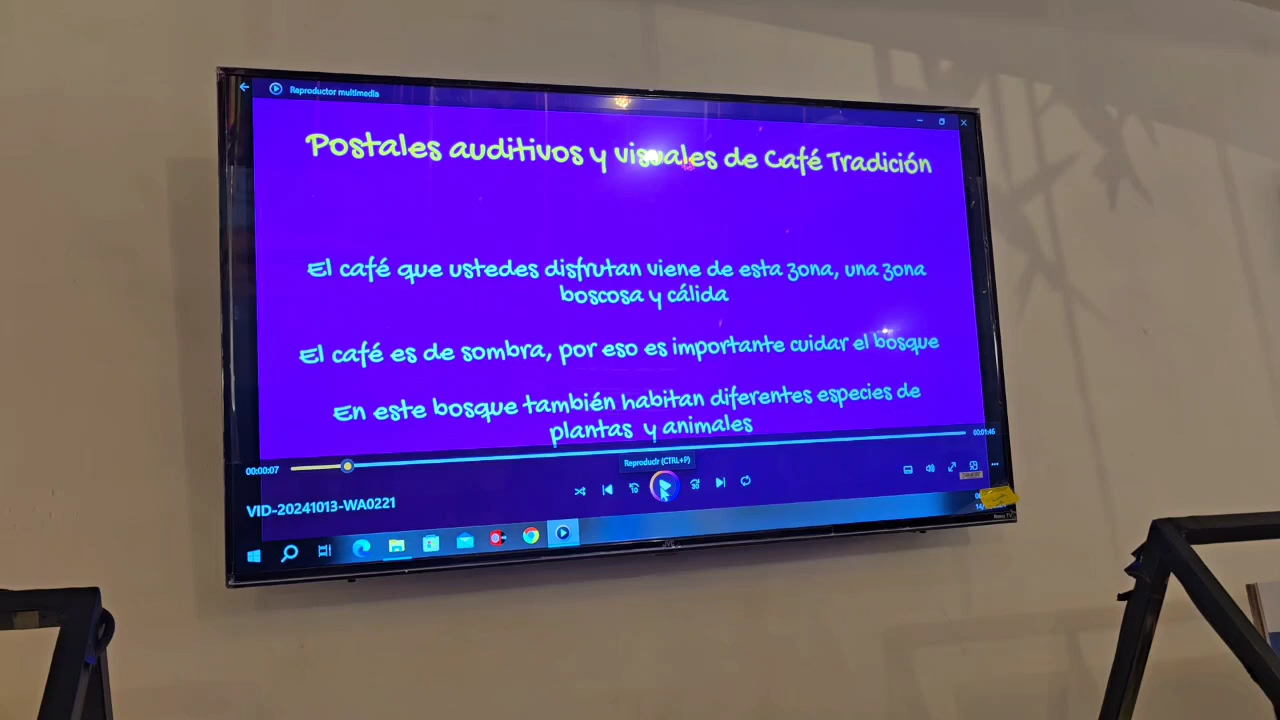 Reproductor multimedia
Postales auditivos y visuales de Café Tradición
El café que ustedes disfrutan viene de esta zona, una zona
boscosa y cálida
El café es de sombra, por eso es importante cuidar el bosque
En este bosque también habitan diferentes especies de
plantas y animales
00:00:07
00:01:46
Reproducir (CTRL+P)
10
30
VID-20241013-WA0221